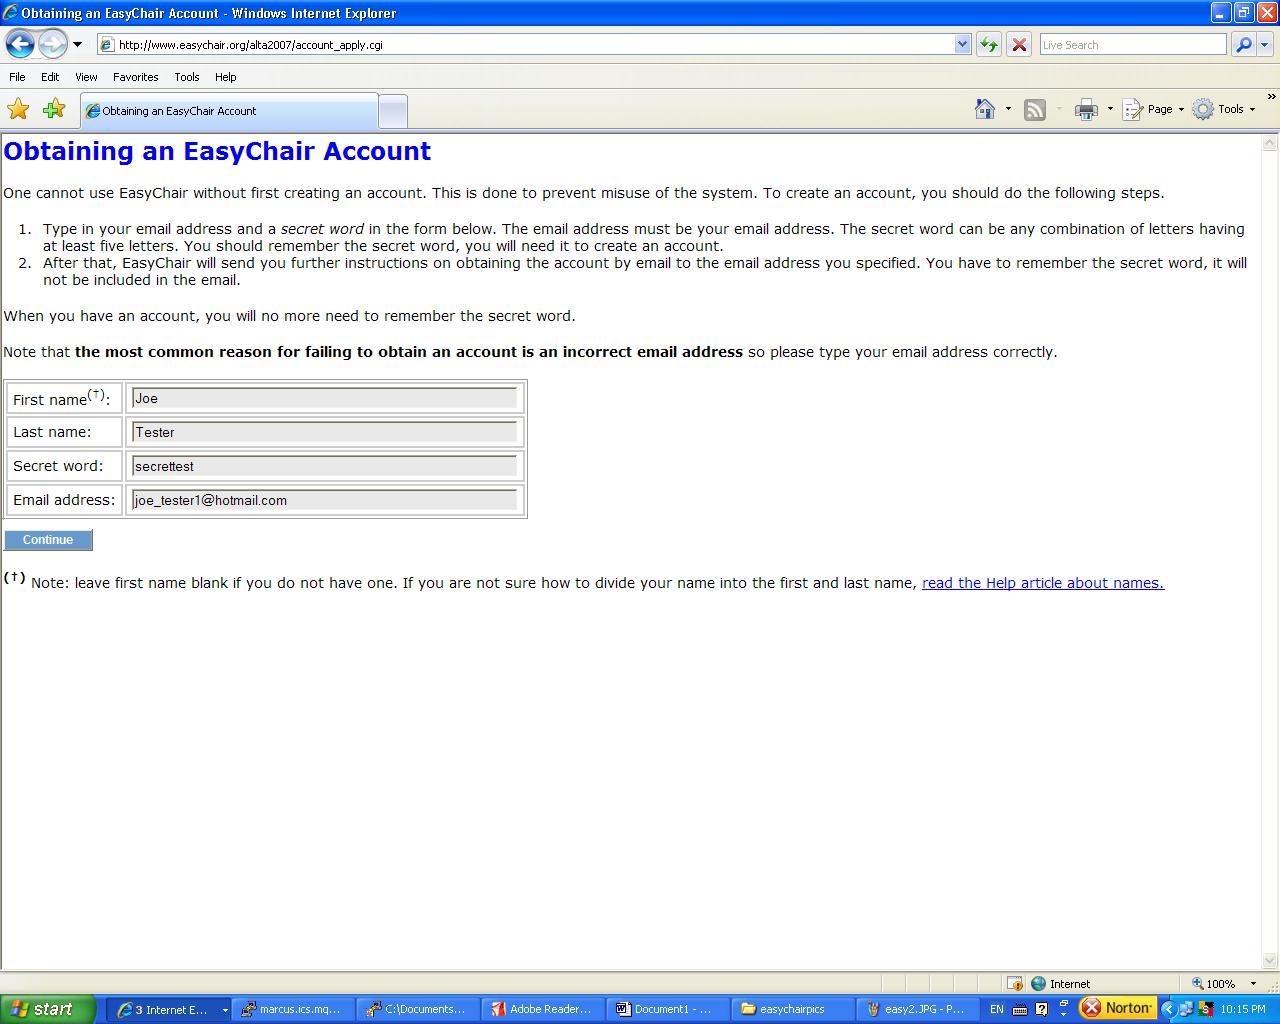 Obtaining an EasyChair Account - Windows Internet Explorer
http://www.easychair.org/alta2007/account_apply.cgi
Live Search
File Edit View Favorites Tools Help
Obtaining an EasyChair Account
Page Tools »
Obtaining an EasyChair Account
One cannot use EasyChair without first creating an account. This is done to prevent misuse of the system. To create an account, you should do the following steps.
1. Type in your email address and a secret word in the form below. The email address must be your email address. The secret word can be any combination of letters having
at least five letters. You should remember the secret word, you will need it to create an account.
2. After that, EasyChair will send you further instructions on obtaining the account by email to the email address you specified. You have to remember the secret word, it will
not be included in the email.
When you have an account, you will no more need to remember the secret word.
Note that the most common reason for failing to obtain an account is an incorrect email address so please type your email address correctly.
First name(†): Joe
Last name: Tester
Secret word: secrettest
Email address: joe_tester1@hotmail.com
Continue
(†) Note: leave first name blank if you do not have one. If you are not sure how to divide your name into the first and last name, read the Help article about names.
Internet 100%
start 3 Internet E... marcus.ics.mq... C:\Documents... Adobe Reader... Document1 - ... easychairpics easy2.JPG - P... EN Norton 10:15 PM